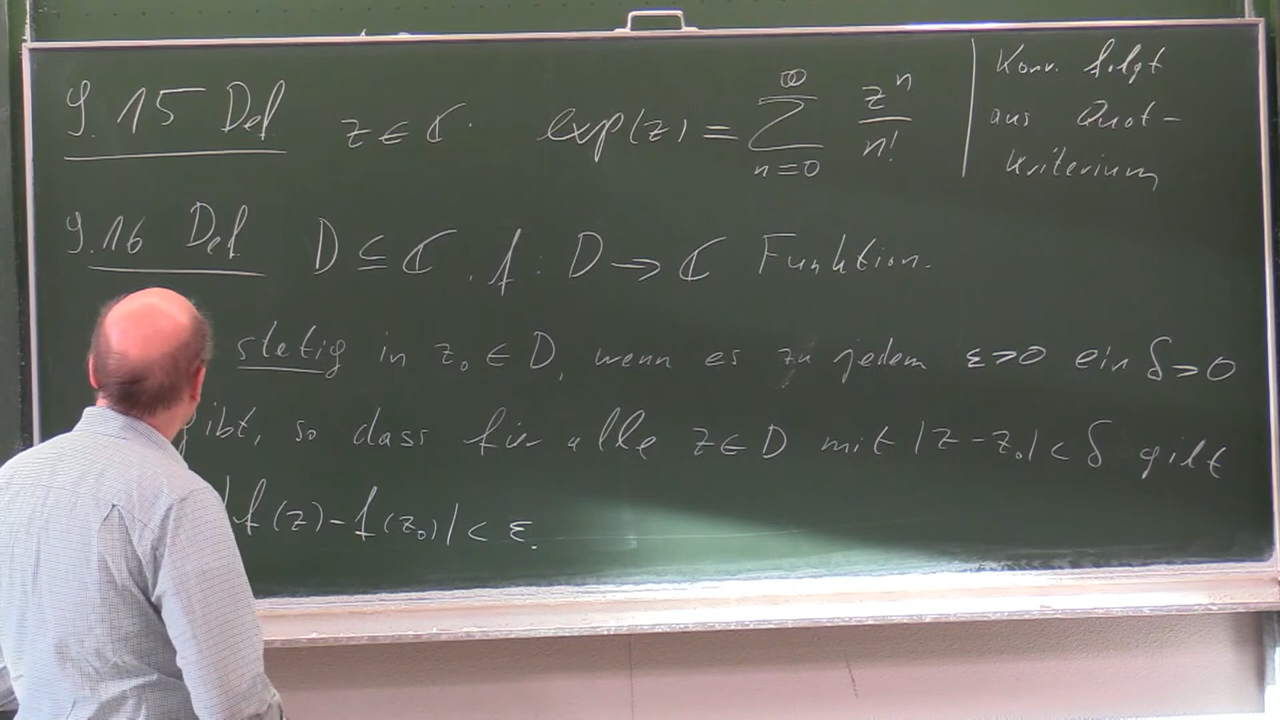 9.15 Def z ∈ ℂ. exp(z) = ∑_{n=0}^{∞} z^n / n!
Konv. folgt
aus Quot-
kriterium
9.16 Def D ⊆ ℂ. f: D → ℂ Funktion.
stetig in z₀ ∈ D, wenn es zu jedem ε>0 ein δ>0
gibt, so dass für alle z ∈ D mit |z-z₀| < δ gilt
|f(z) - f(z₀)| < ε.